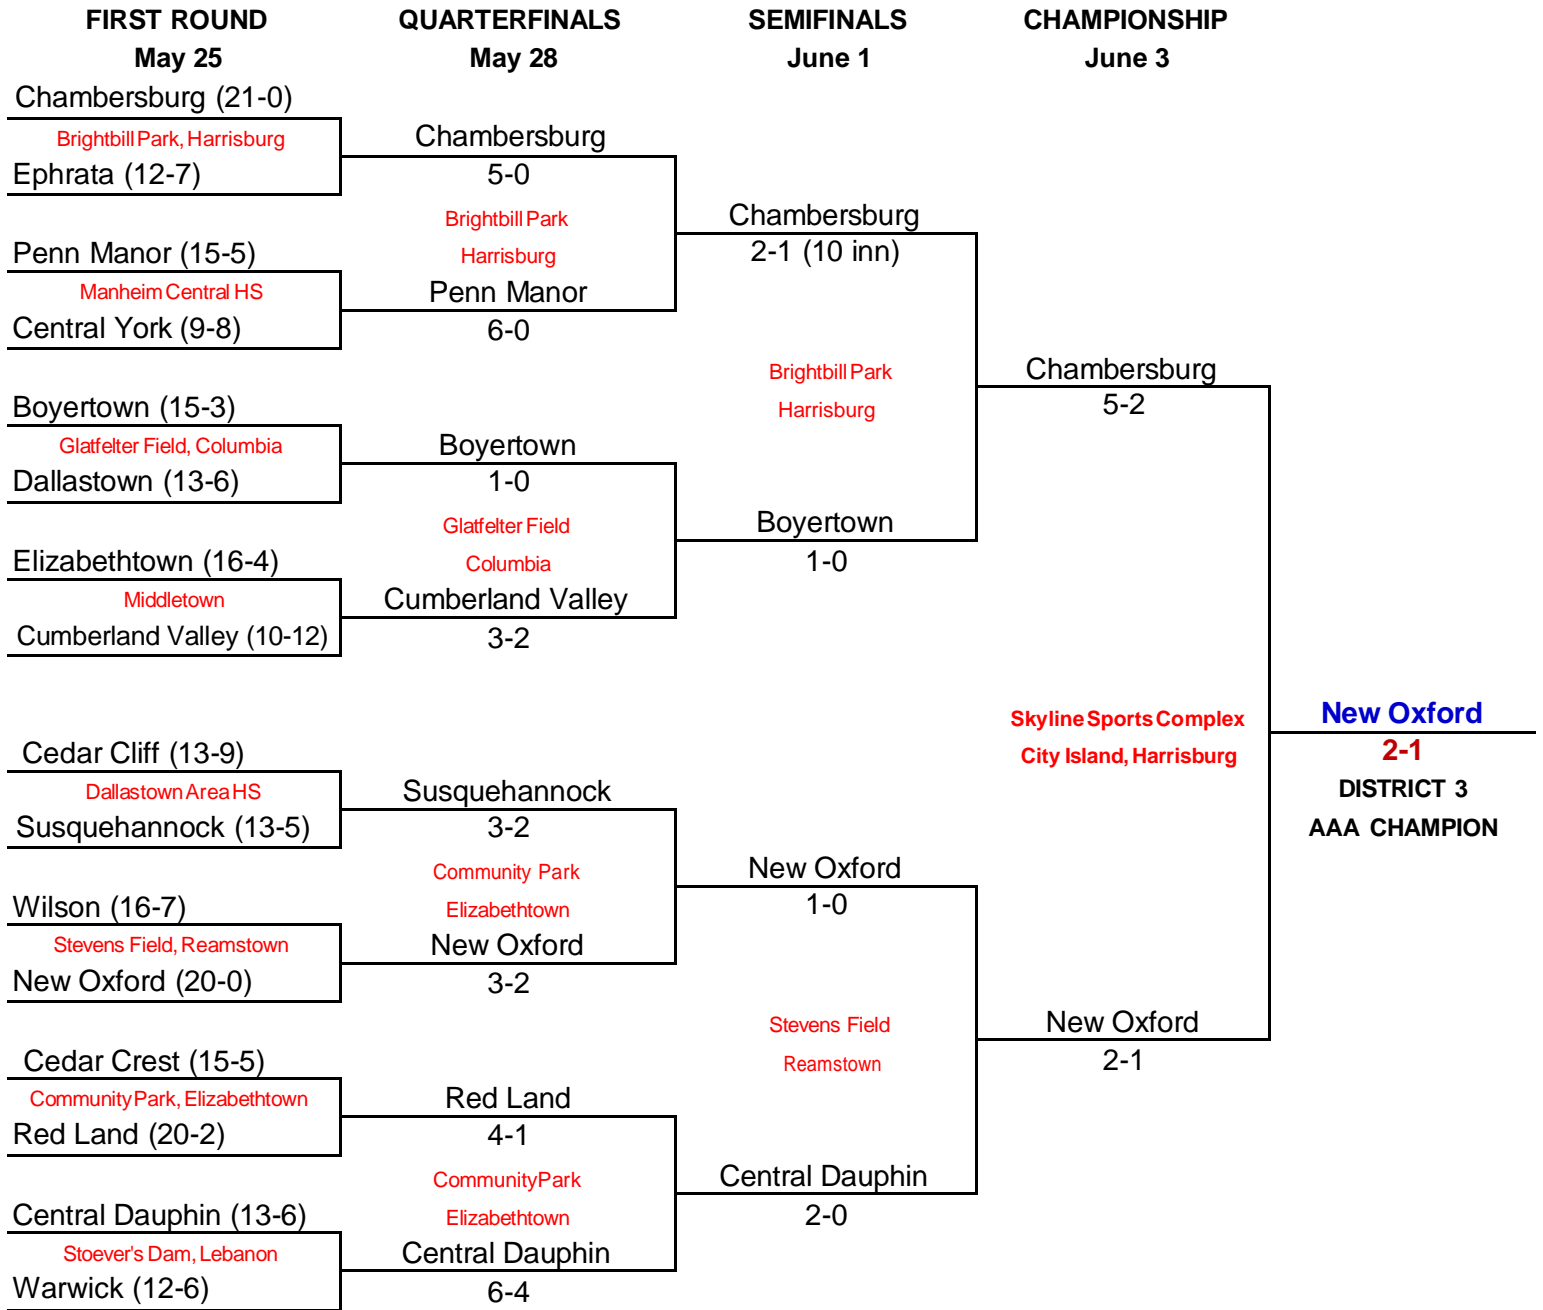 FIRST ROUND
May 25
QUARTERFINALS
May 28
SEMIFINALS
June 1
CHAMPIONSHIP
June 3
Chambersburg (21-0)
Brightbill Park, Harrisburg
Ephrata (12-7)
Penn Manor (15-5)
Manheim Central HS
Central York (9-8)
Boyertown (15-3)
Glatfelter Field, Columbia
Dallastown (13-6)
Elizabethtown (16-4)
Middletown
Cumberland Valley (10-12)
Cedar Cliff (13-9)
Dallastown Area HS
Susquehannock (13-5)
Wilson (16-7)
Stevens Field, Reamstown
New Oxford (20-0)
Cedar Crest (15-5)
Community Park, Elizabethtown
Red Land (20-2)
Central Dauphin (13-6)
Stoever's Dam, Lebanon
Warwick (12-6)
Chambersburg
5-0
Brightbill Park
Harrisburg
Penn Manor
6-0
Boyertown
1-0
Glatfelter Field
Columbia
Cumberland Valley
3-2
Susquehannock
3-2
Community Park
Elizabethtown
New Oxford
3-2
Red Land
4-1
Community Park
Elizabethtown
Central Dauphin
6-4
Chambersburg
2-1 (10 inn)
Brightbill Park
Harrisburg
Boyertown
1-0
New Oxford
1-0
Stevens Field
Reamstown
Central Dauphin
2-0
Chambersburg
5-2
Skyline Sports Complex
City Island, Harrisburg
New Oxford
2-1
New Oxford
2-1
DISTRICT 3
AAA CHAMPION